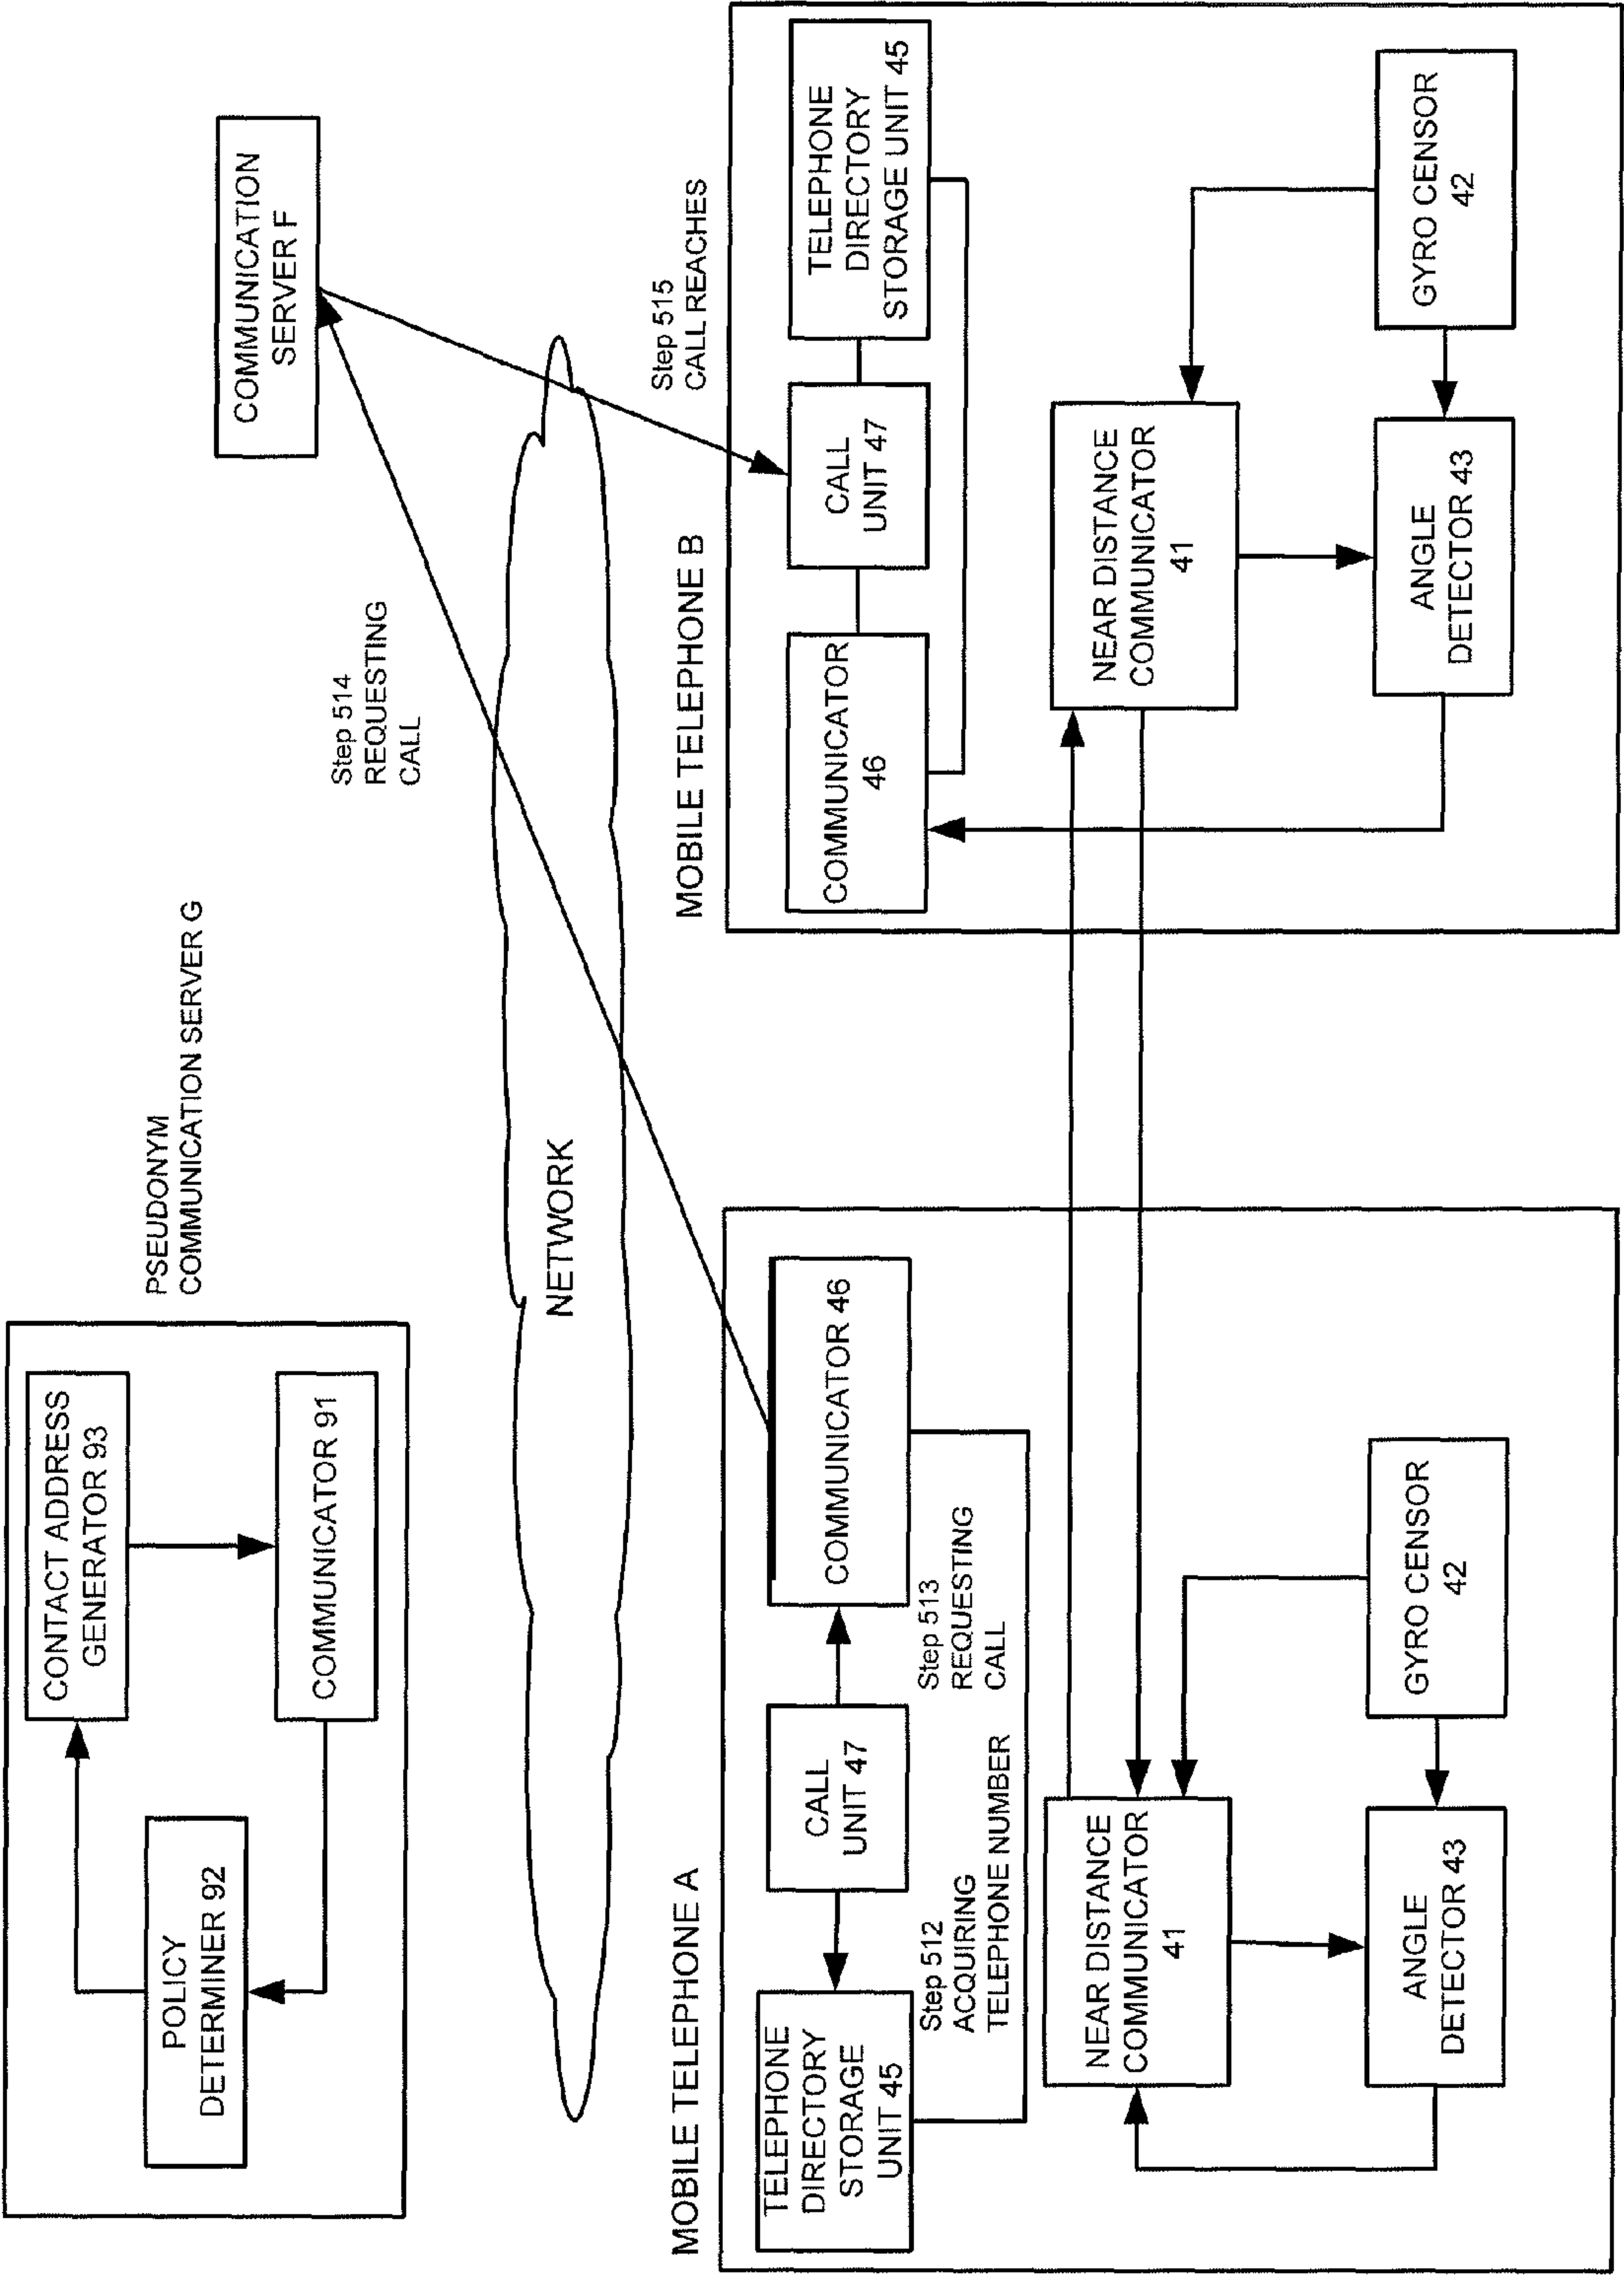 PSEUDONYM
COMMUNICATION SERVER G
POLICY
DETERMINER 92
CONTACT ADDRESS
GENERATOR 93
COMMUNICATOR 91
COMMUNICATION
SERVER F
NETWORK
Step 514
REQUESTING
CALL
Step 515
CALL REACHES
MOBILE TELEPHONE A
TELEPHONE
DIRECTORY
STORAGE
UNIT 45
CALL
UNIT 47
COMMUNICATOR 46
Step 512
ACQUIRING
TELEPHONE NUMBER
Step 513
REQUESTING
CALL
NEAR DISTANCE
COMMUNICATOR
41
ANGLE
DETECTOR 43
GYRO CENSOR
42
MOBILE TELEPHONE B
COMMUNICATOR
46
CALL
UNIT 47
TELEPHONE
DIRECTORY
STORAGE UNIT 45
NEAR DISTANCE
COMMUNICATOR
41
ANGLE
DETECTOR 43
GYRO CENSOR
42